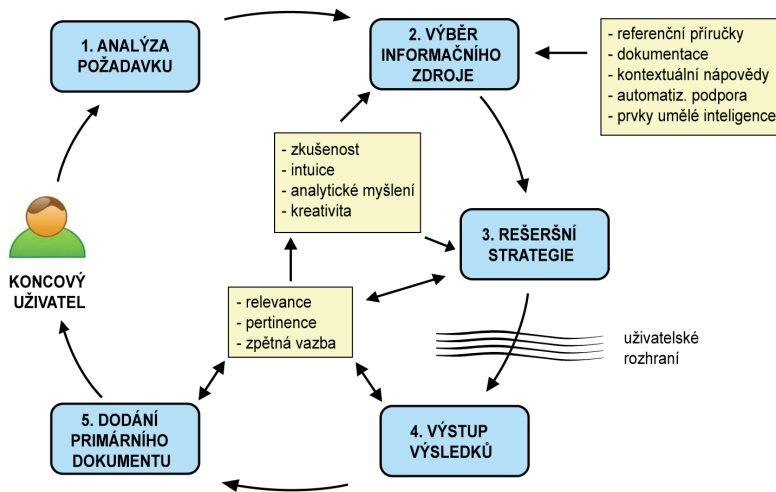 1. ANALÝZA
POŽADAVKU
2. VÝBĚR
INFORMAČNÍHO
ZDROJE
- referenční příručky
- dokumentace
- kontextuální nápovědy
- automatiz. podpora
- prvky umělé inteligence
- zkušenost
- intuice
- analytické myšlení
- kreativita
3. REŠERŠNÍ
STRATEGIE
KONCOVÝ
UŽIVATEL
- relevance
- pertinence
- zpětná vazba
uživatelské
rozhraní
5. DODÁNÍ
PRIMÁRNÍHO
DOKUMENTU
4. VÝSTUP
VÝSLEDKŮ